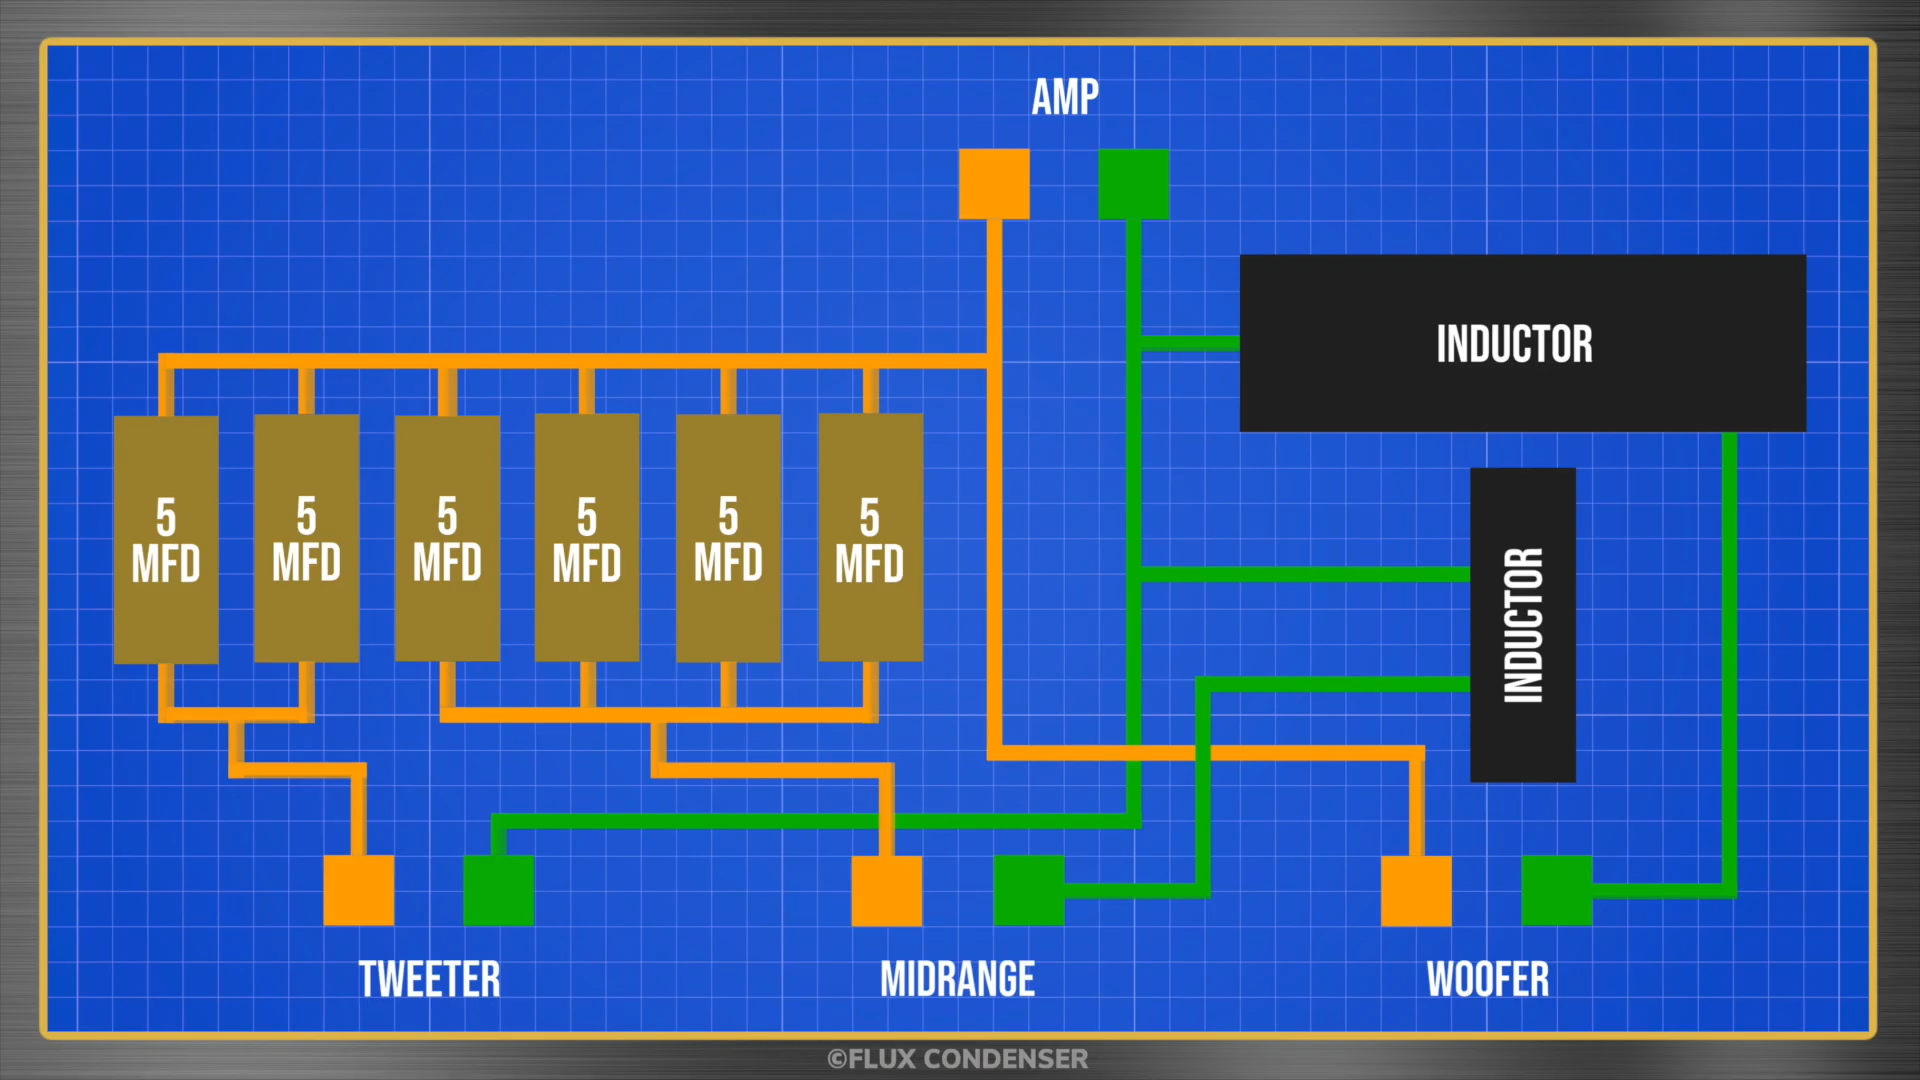 AMP
INDUCTOR
5
MFD
5
MFD
5
MFD
5
MFD
5
MFD
5
MFD
INDUCTOR
TWEETER
MIDRANGE
WOOFER
©FLUX CONDENSER